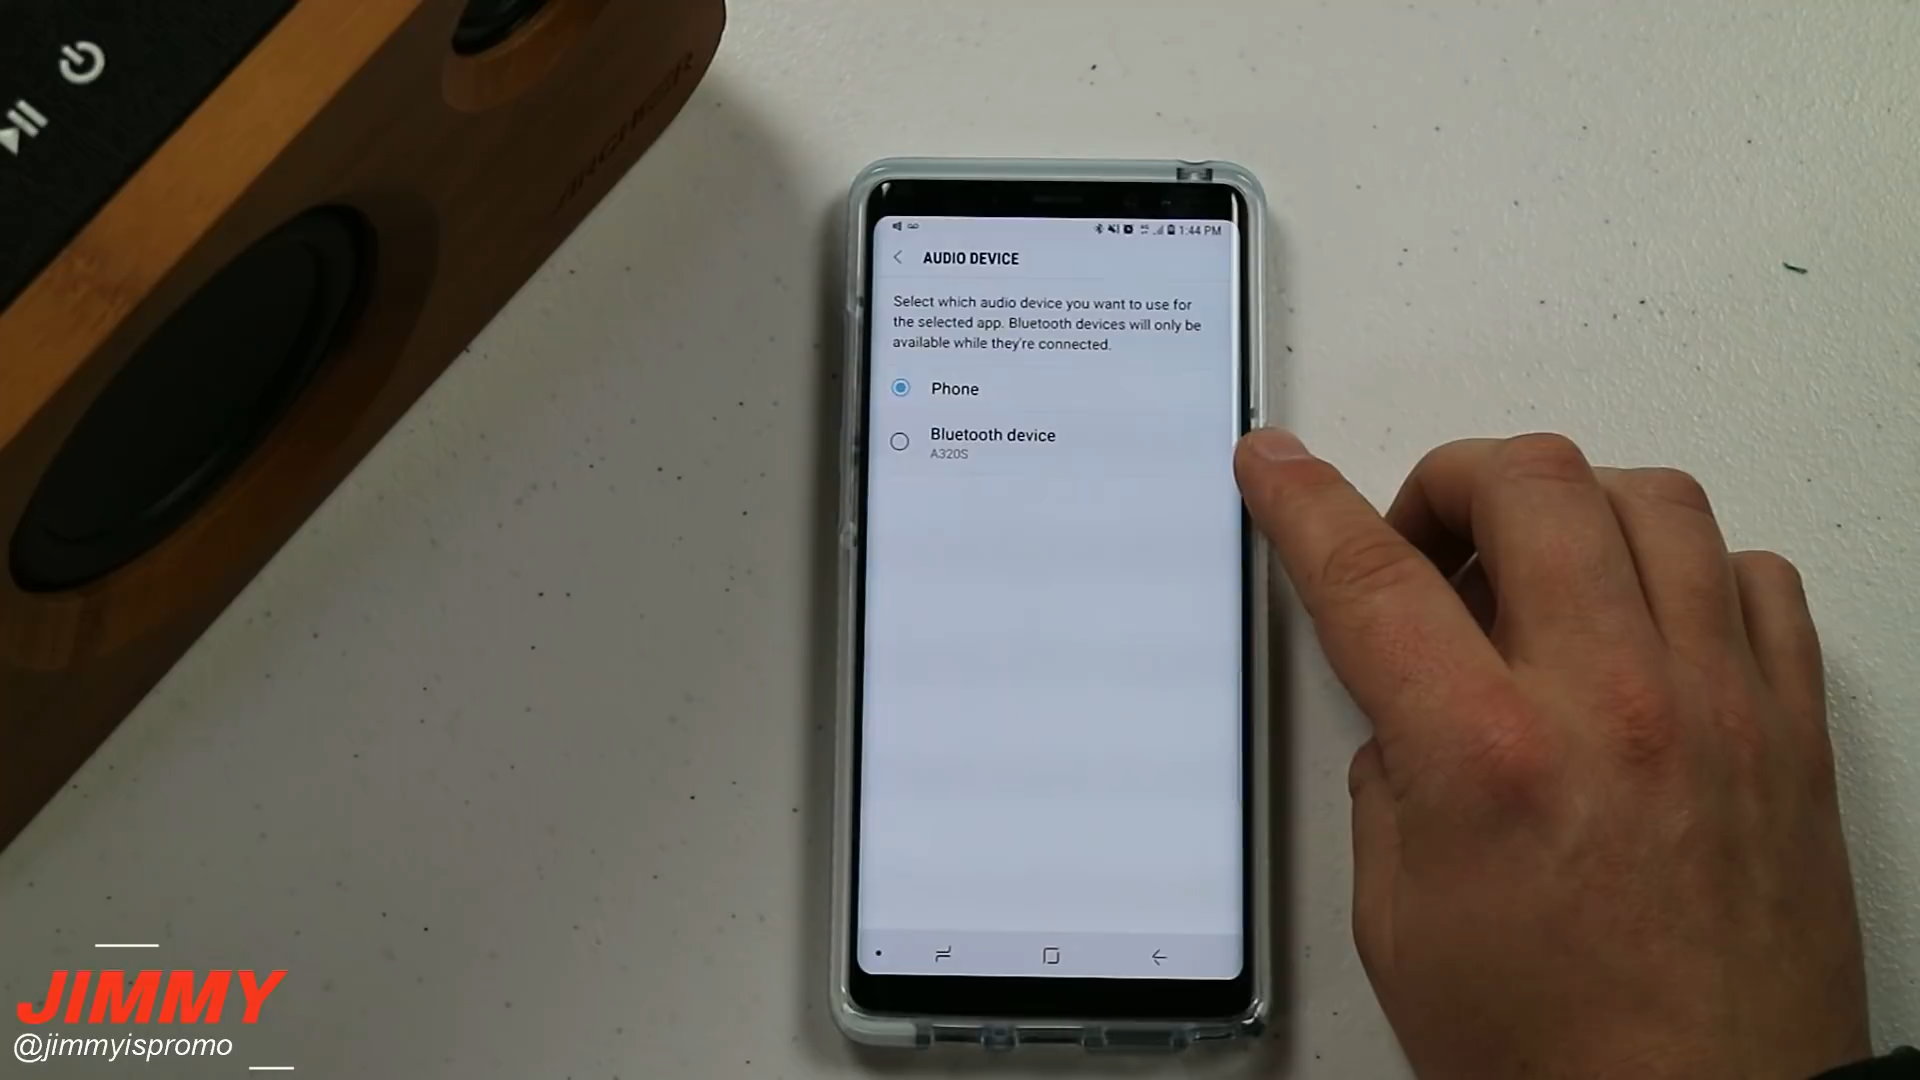 1:44 PM
AUDIO DEVICE
Select which audio device you want to use for
the selected app. Bluetooth devices will only be
available while they're connected.
Phone
Bluetooth device
A320S
JIMMY
@jimmyispromo